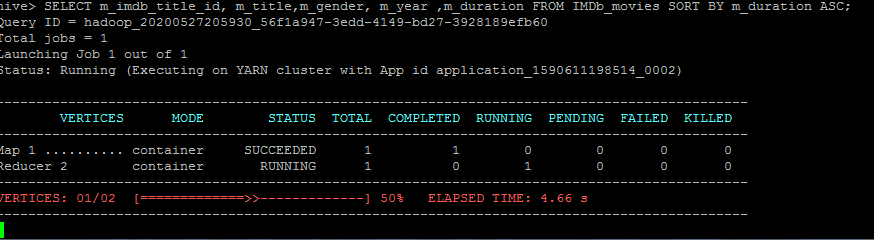 hive> SELECT m_imdb_title_id, m_title,m_gender, m_year ,m_duration FROM IMDb_movies SORT BY m_duration ASC;
Query ID = hadoop_20200527205930_56f1a947-3edd-4149-bd27-3928189efb60
Total jobs = 1
Launching Job 1 out of 1
Status: Running (Executing on YARN cluster with App id application_1590611198514_0002)
----------------------------------------------------------------------------------------------
VERTICES MODE STATUS TOTAL COMPLETED RUNNING PENDING FAILED KILLED
----------------------------------------------------------------------------------------------
Map 1 .......... container SUCCEEDED 1 1 0 0 0 0
Reducer 2 container RUNNING 1 0 1 0 0 0
----------------------------------------------------------------------------------------------
VERTICES: 01/02 [=============>>-------------] 50% ELAPSED TIME: 4.66 s
----------------------------------------------------------------------------------------------